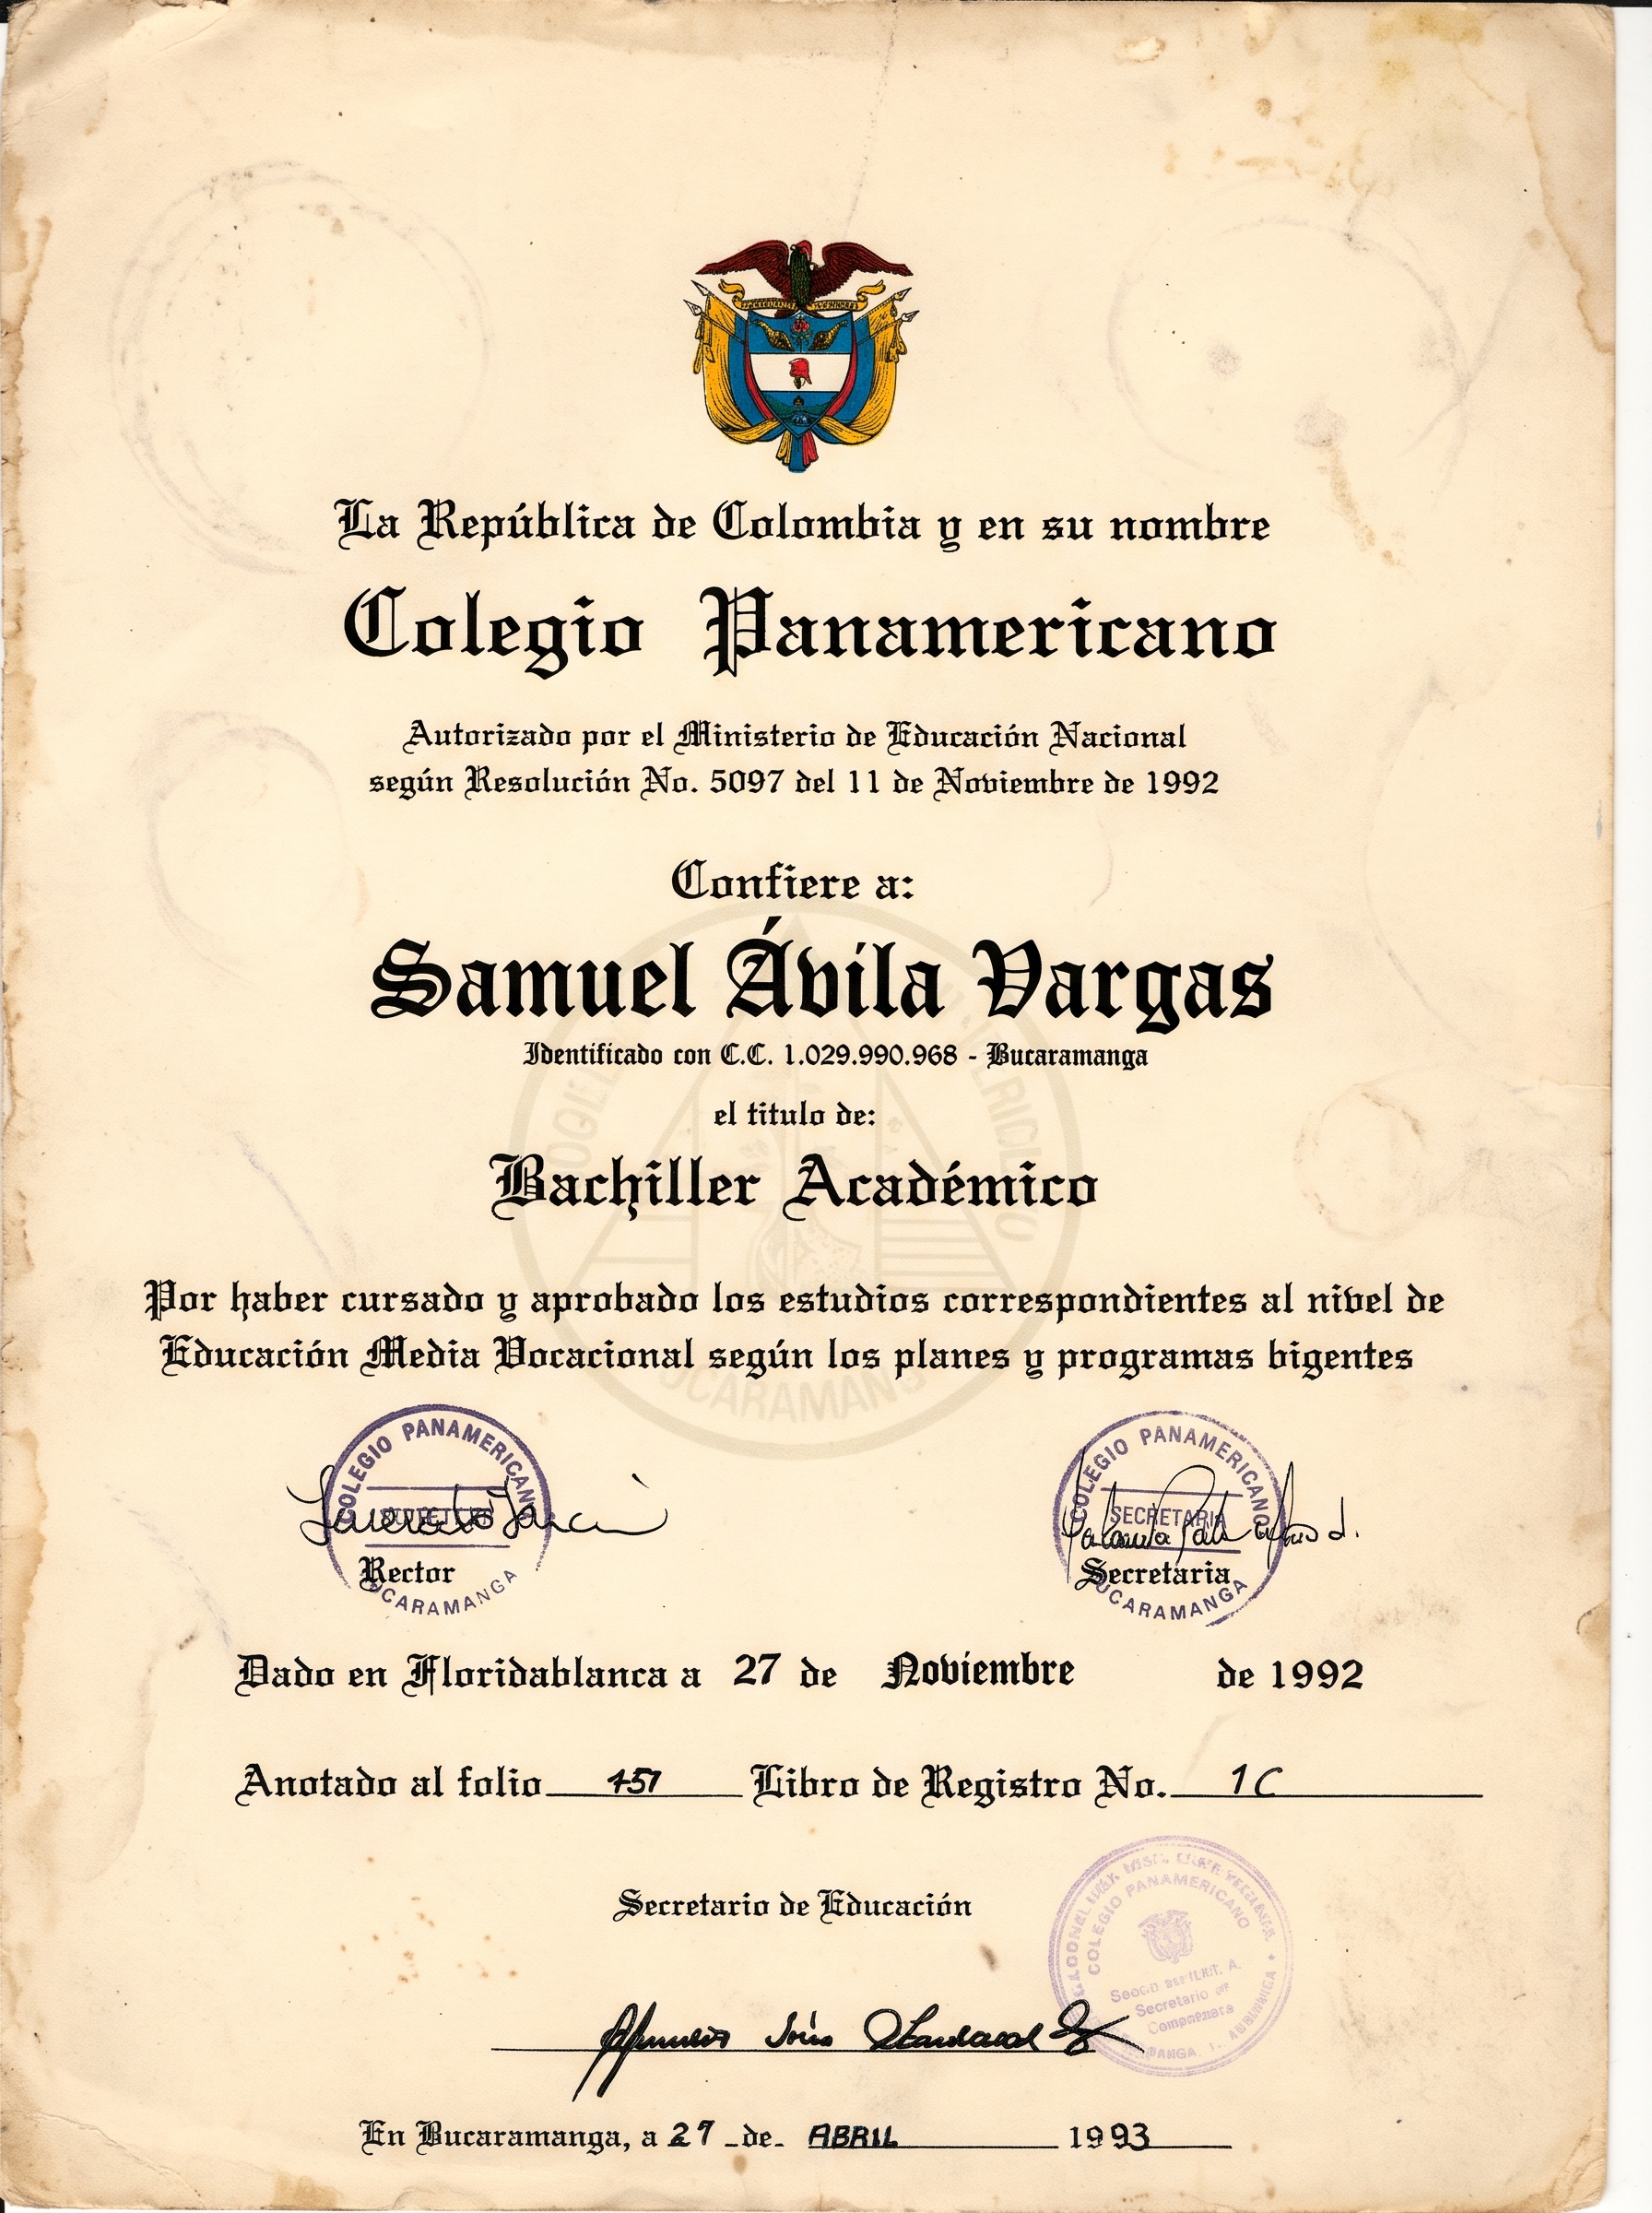 La República de Colombia y en su nombre
Colegio Panamericano
Autorizado por el Ministerio de Educación Nacional
según Resolución No. 5097 del 11 de Noviembre de 1992
Confiere a:
Samuel Ávila Vargas
Identificado con C.C. 1.029.990.968 - Bucaramanga
el titulo de:
Bachiller Académico
Por haber cursado y aprobado los estudios correspondientes al nivel de
Educación Media Vocacional según los planes y programas bigentes
COLEGIO PANAMERICANO
COLEGIO PANAMERICANO
SECRETARIA
Rector
Secretaria
UCARAMANGA
UCARAMANGA
Dado en Floridablanca a 27 de Noviembre de 1992
Anotado al folio 451 Libro de Registro No. 1C
Secretario de Educación
COLEGIO PANAMERICANO
Secretario
En Bucaramanga, a 27 de ABRIL 1993